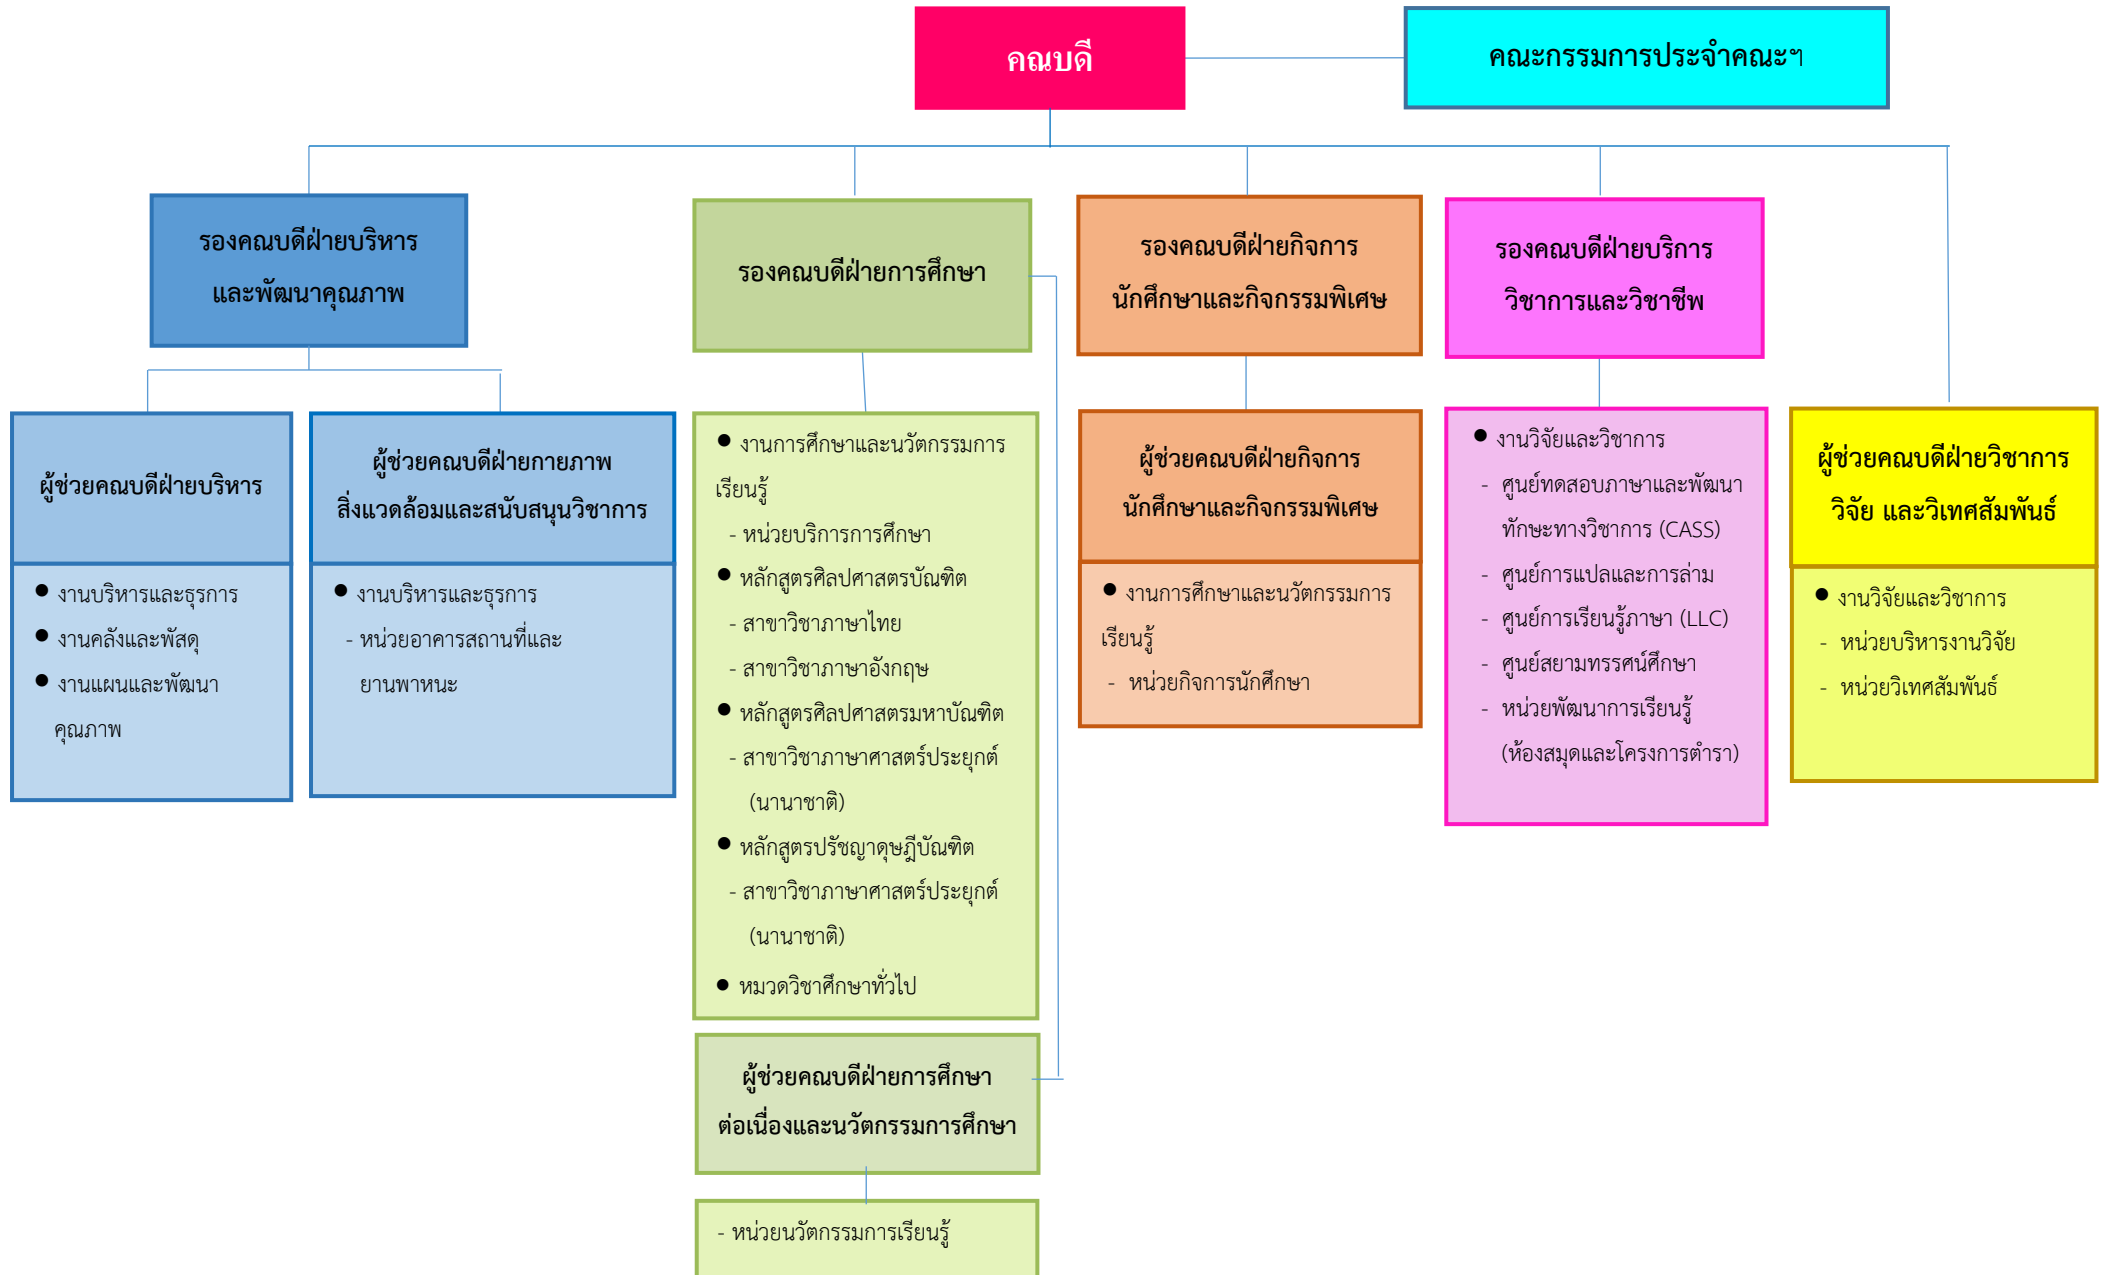 คณบดี
คณะกรรมการประจำคณะฯ
รองคณบดีฝ่ายบริหาร
และพัฒนาคุณภาพ
รองคณบดีฝ่ายการศึกษา
รองคณบดีฝ่ายกิจการ
นักศึกษาและกิจกรรมพิเศษ
รองคณบดีฝ่ายบริการ
วิชาการและวิชาชีพ
ผู้ช่วยคณบดีฝ่ายบริหาร
● งานบริหารและธุรการ
● งานคลังและพัสดุ
● งานแผนและพัฒนา
คุณภาพ
ผู้ช่วยคณบดีฝ่ายกายภาพ
สิ่งแวดล้อมและสนับสนุนวิชาการ
● งานบริหารและธุรการ
- หน่วยอาคารสถานที่และ
ยานพาหนะ
● งานการศึกษาและนวัตกรรมการ
เรียนรู้
- หน่วยบริการการศึกษา
● หลักสูตรศิลปศาสตรบัณฑิต
- สาขาวิชาภาษาไทย
- สาขาวิชาภาษาอังกฤษ
● หลักสูตรศิลปศาสตรมหาบัณฑิต
- สาขาวิชาภาษาศาสตร์ประยุกต์
(นานาชาติ)
● หลักสูตรปรัชญาดุษฎีบัณฑิต
- สาขาวิชาภาษาศาสตร์ประยุกต์
(นานาชาติ)
● หมวดวิชาศึกษาทั่วไป
ผู้ช่วยคณบดีฝ่ายการศึกษา
ต่อเนื่องและนวัตกรรมการศึกษา
- หน่วยนวัตกรรมการเรียนรู้
ผู้ช่วยคณบดีฝ่ายกิจการ
นักศึกษาและกิจกรรมพิเศษ
● งานการศึกษาและนวัตกรรมการ
เรียนรู้
- หน่วยกิจการนักศึกษา
● งานวิจัยและวิชาการ
- ศูนย์ทดสอบภาษาและพัฒนา
ทักษะทางวิชาการ (CASS)
- ศูนย์การแปลและการล่าม
- ศูนย์การเรียนรู้ภาษา (LLC)
- ศูนย์สยามทรรศน์ศึกษา
- หน่วยพัฒนาการเรียนรู้
(ห้องสมุดและโครงการตำรา)
ผู้ช่วยคณบดีฝ่ายวิชาการ
วิจัย และวิเทศสัมพันธ์
● งานวิจัยและวิชาการ
- หน่วยบริหารงานวิจัย
- หน่วยวิเทศสัมพันธ์